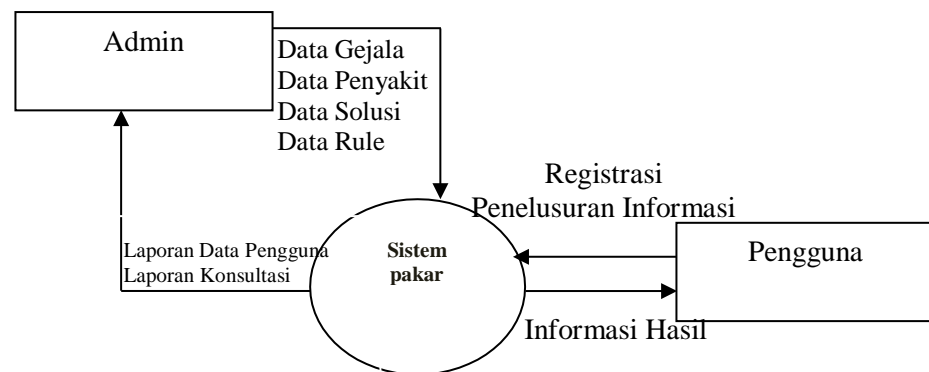 Admin
Data Gejala
Data Penyakit
Data Solusi
Data Rule
Registrasi
Penelusuran Informasi
Laporan Data Pengguna
Laporan Konsultasi
Sistem
pakar
Pengguna
Informasi Hasil